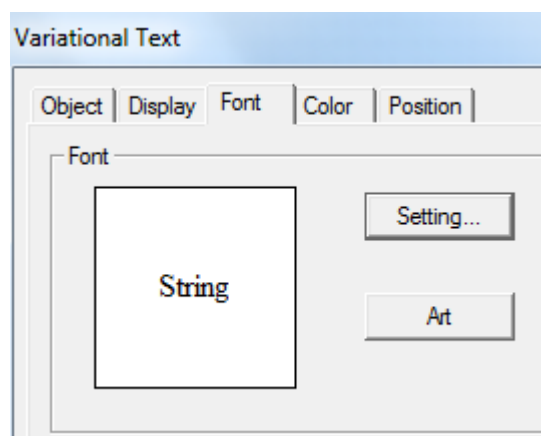 Variational Text
Object Display Font Color Position
Font
Setting...
String
Art